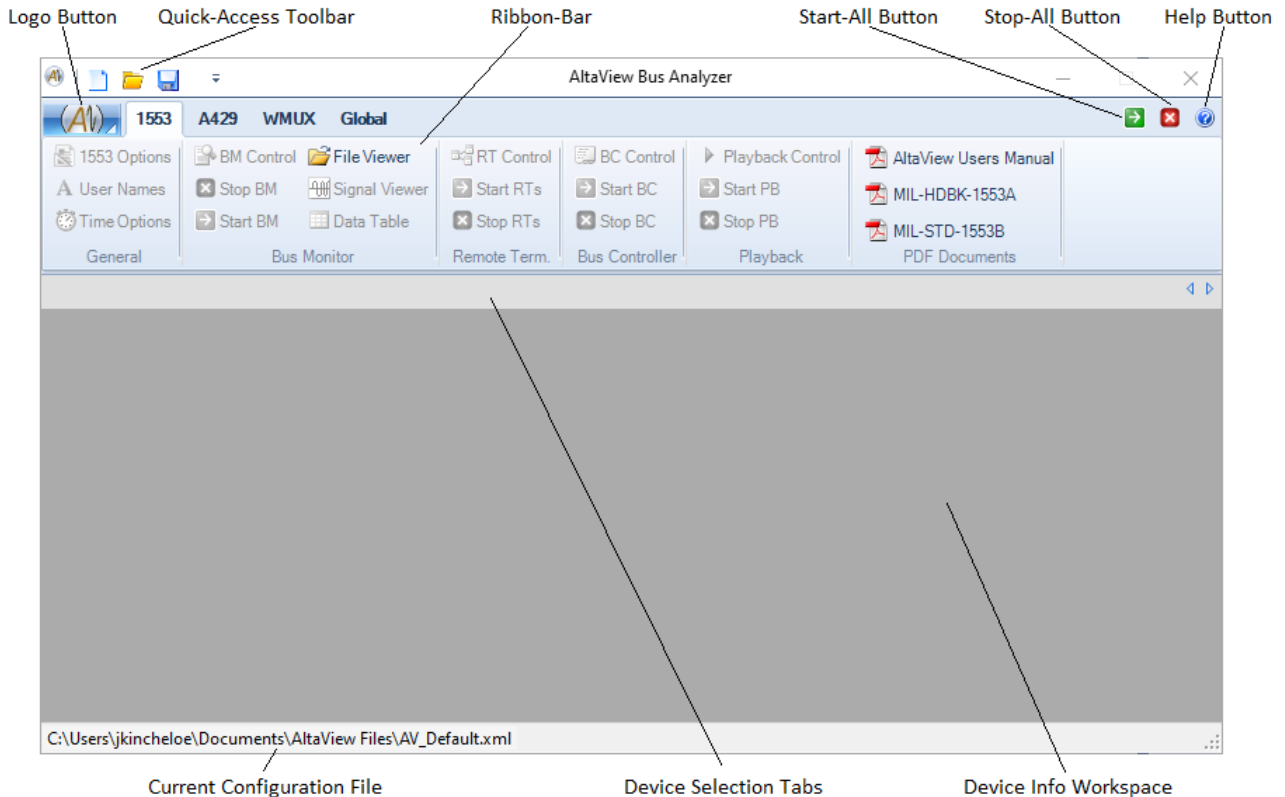 Logo Button Quick-Access Toolbar Ribbon-Bar Start-All Button Stop-All Button Help Button
AltaView Bus Analyzer
1553 A429 WMUX Global
1553 Options BM Control File Viewer RT Control BC Control Playback Control AltaView Users Manual
A User Names Stop BM Signal Viewer Start RTs Start BC Start PB MIL-HDBK-1553A
Time Options Start BM Data Table Stop RTs Stop BC Stop PB MIL-STD-1553B
General Bus Monitor Remote Term. Bus Controller Playback PDF Documents
C:\Users\jkincheloe\Documents\AltaView Files\AV_Default.xml
Current Configuration File Device Selection Tabs Device Info Workspace